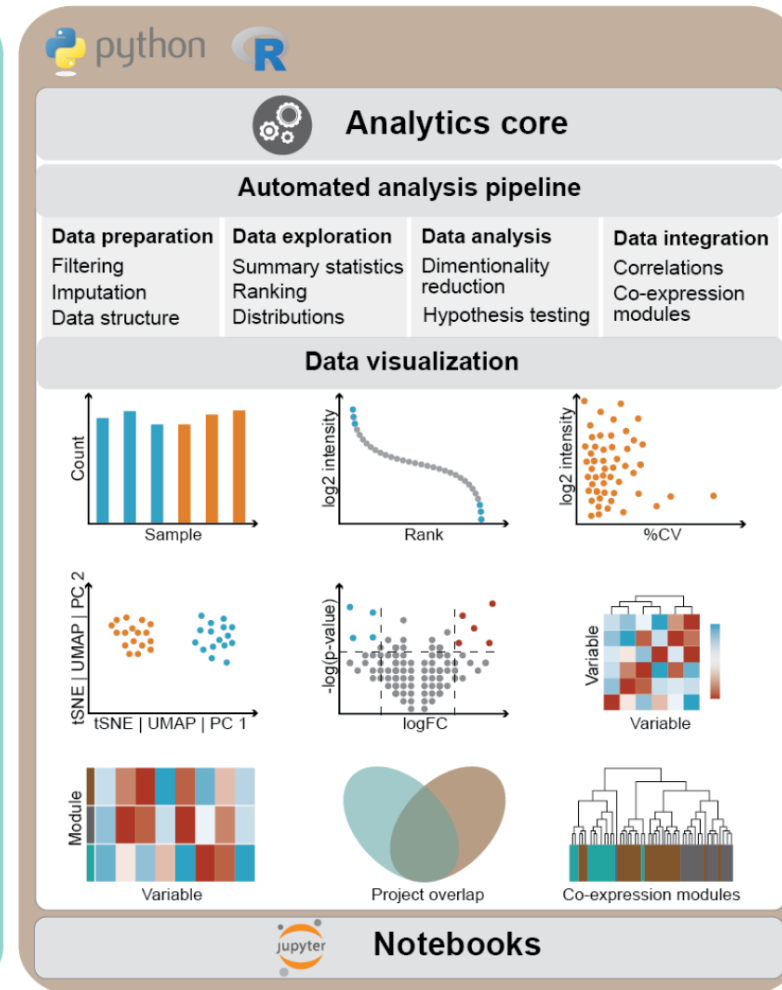 python R
Analytics core
Automated analysis pipeline
Data preparation
Filtering
Imputation
Data structure
Data exploration
Summary statistics
Ranking
Distributions
Data analysis
Dimentionality
reduction
Hypothesis testing
Data integration
Correlations
Co-expression
modules
Data visualization
Count
Sample
log2 intensity
Rank
log2 intensity
%CV
tSNE | UMAP | PC 2
tSNE | UMAP | PC 1
-log(p-value)
logFC
Variable
Variable
Module
Variable
Project overlap
Co-expression modules
jupyter
Notebooks